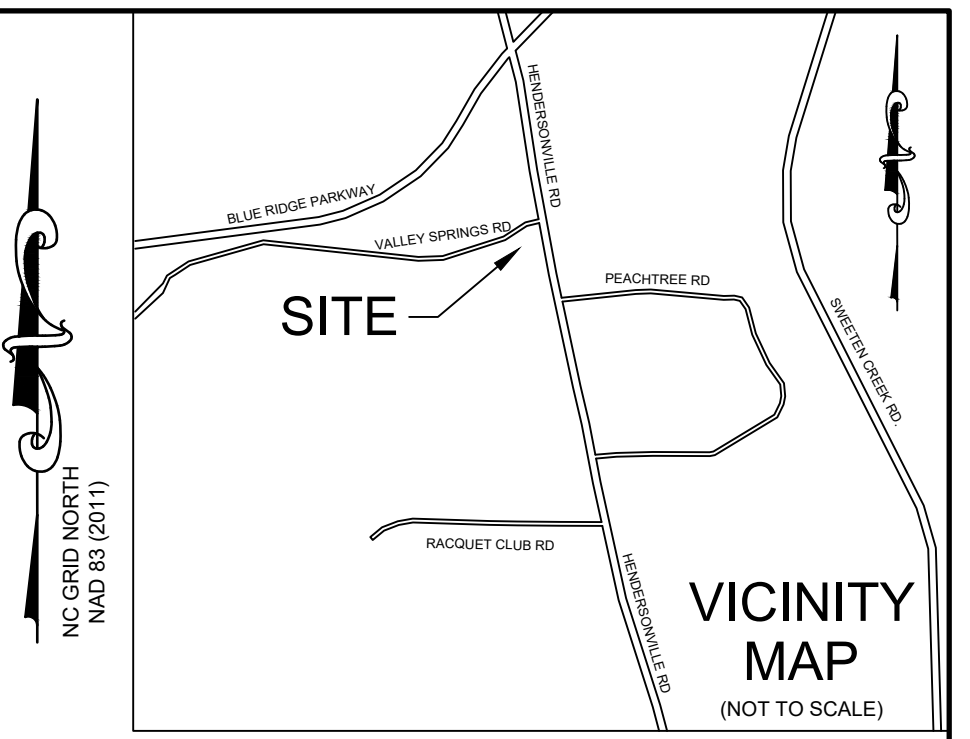 HENDERSONVILLE RD
BLUE RIDGE PARKWAY
VALLEY SPRINGS RD
PEACHTREE RD
SITE
SWEETEN CREEK RD.
NC GRID NORTH
NAD 83 (2011)
RACQUET CLUB RD
HENDERSONVILLE RD
VICINITY
MAP
(NOT TO SCALE)